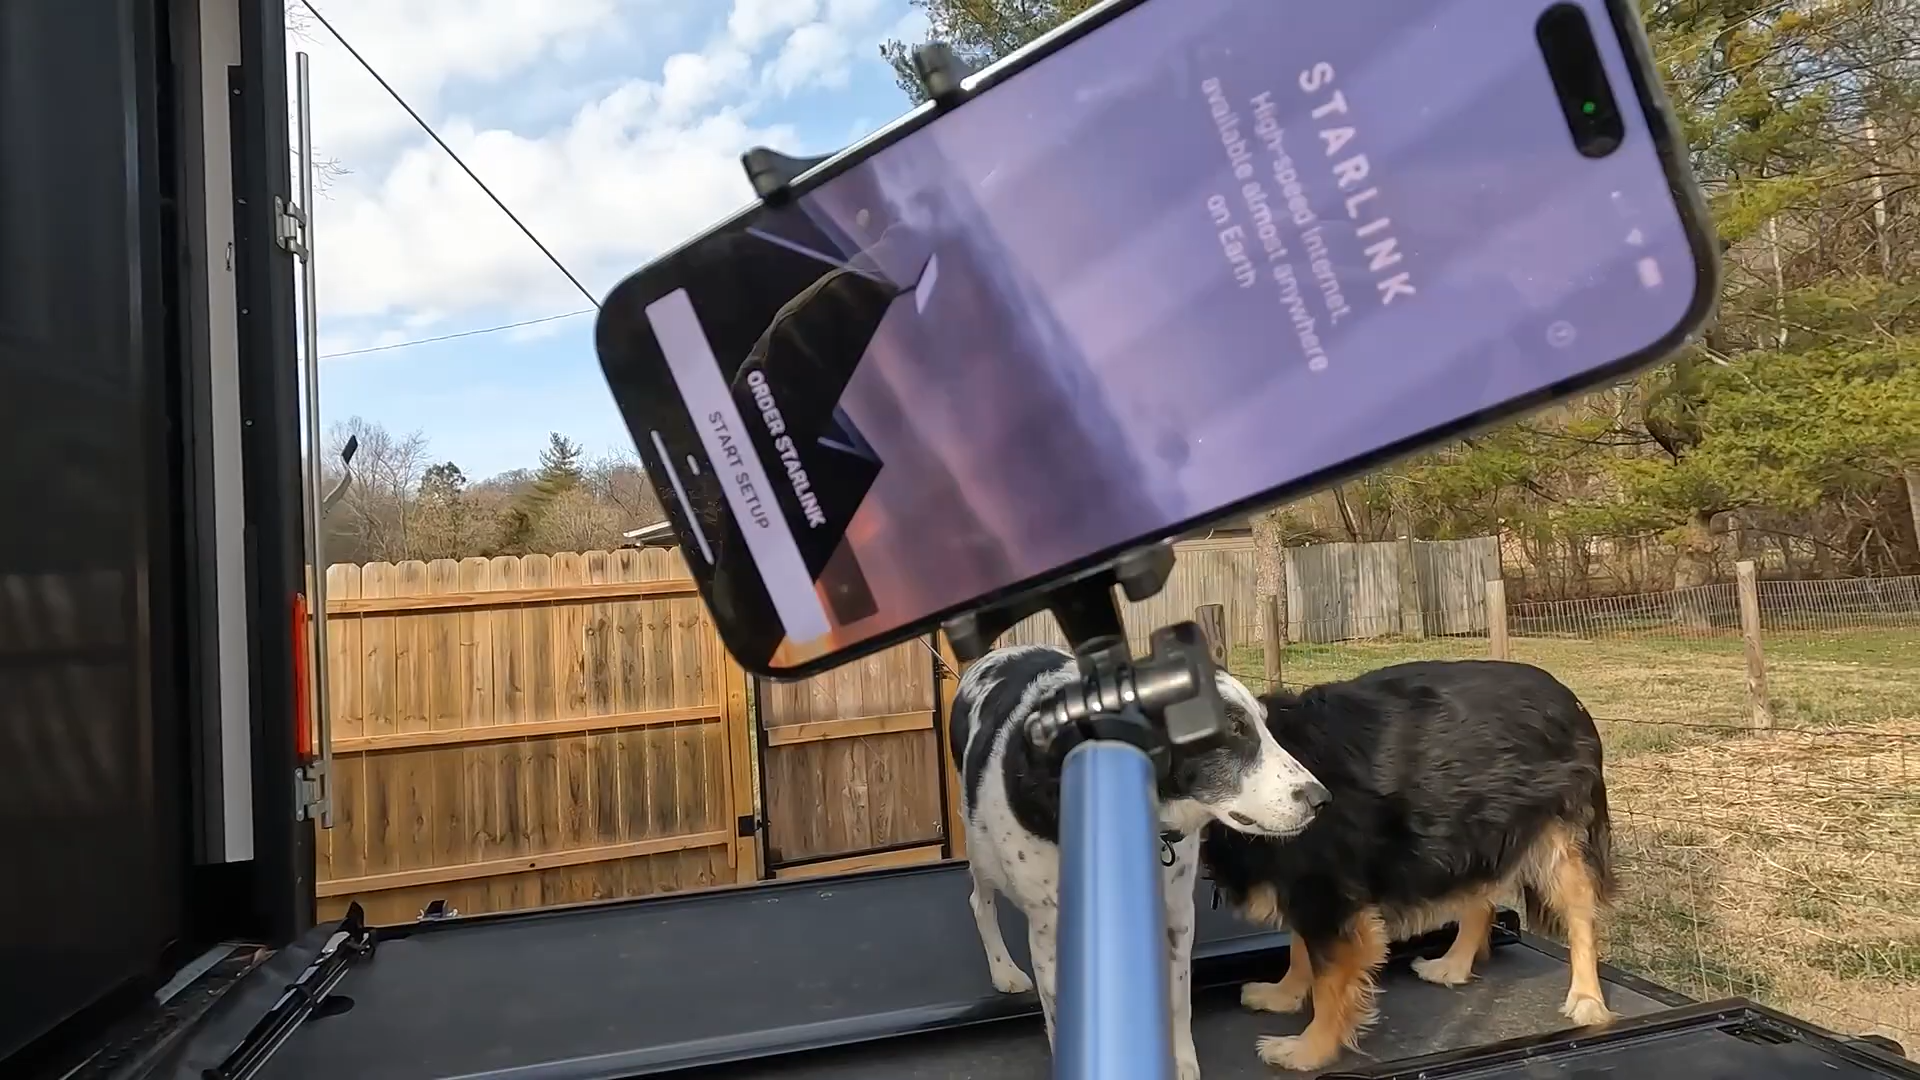 STARLINK
High-speed internet,
available almost anywhere
on Earth
ORDER STARLINK
START SETUP